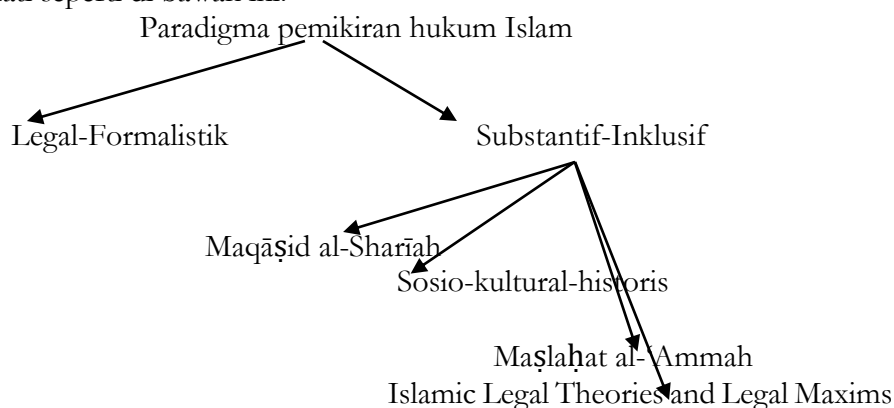 Paradigma pemikiran hukum Islam
Legal-Formalistik Substantif-Inklusif
Maqāṣid al-Sharīah
Sosio-kultural-historis
Maṣlaḥat al-‘Ammah
Islamic Legal Theories and Legal Maxims